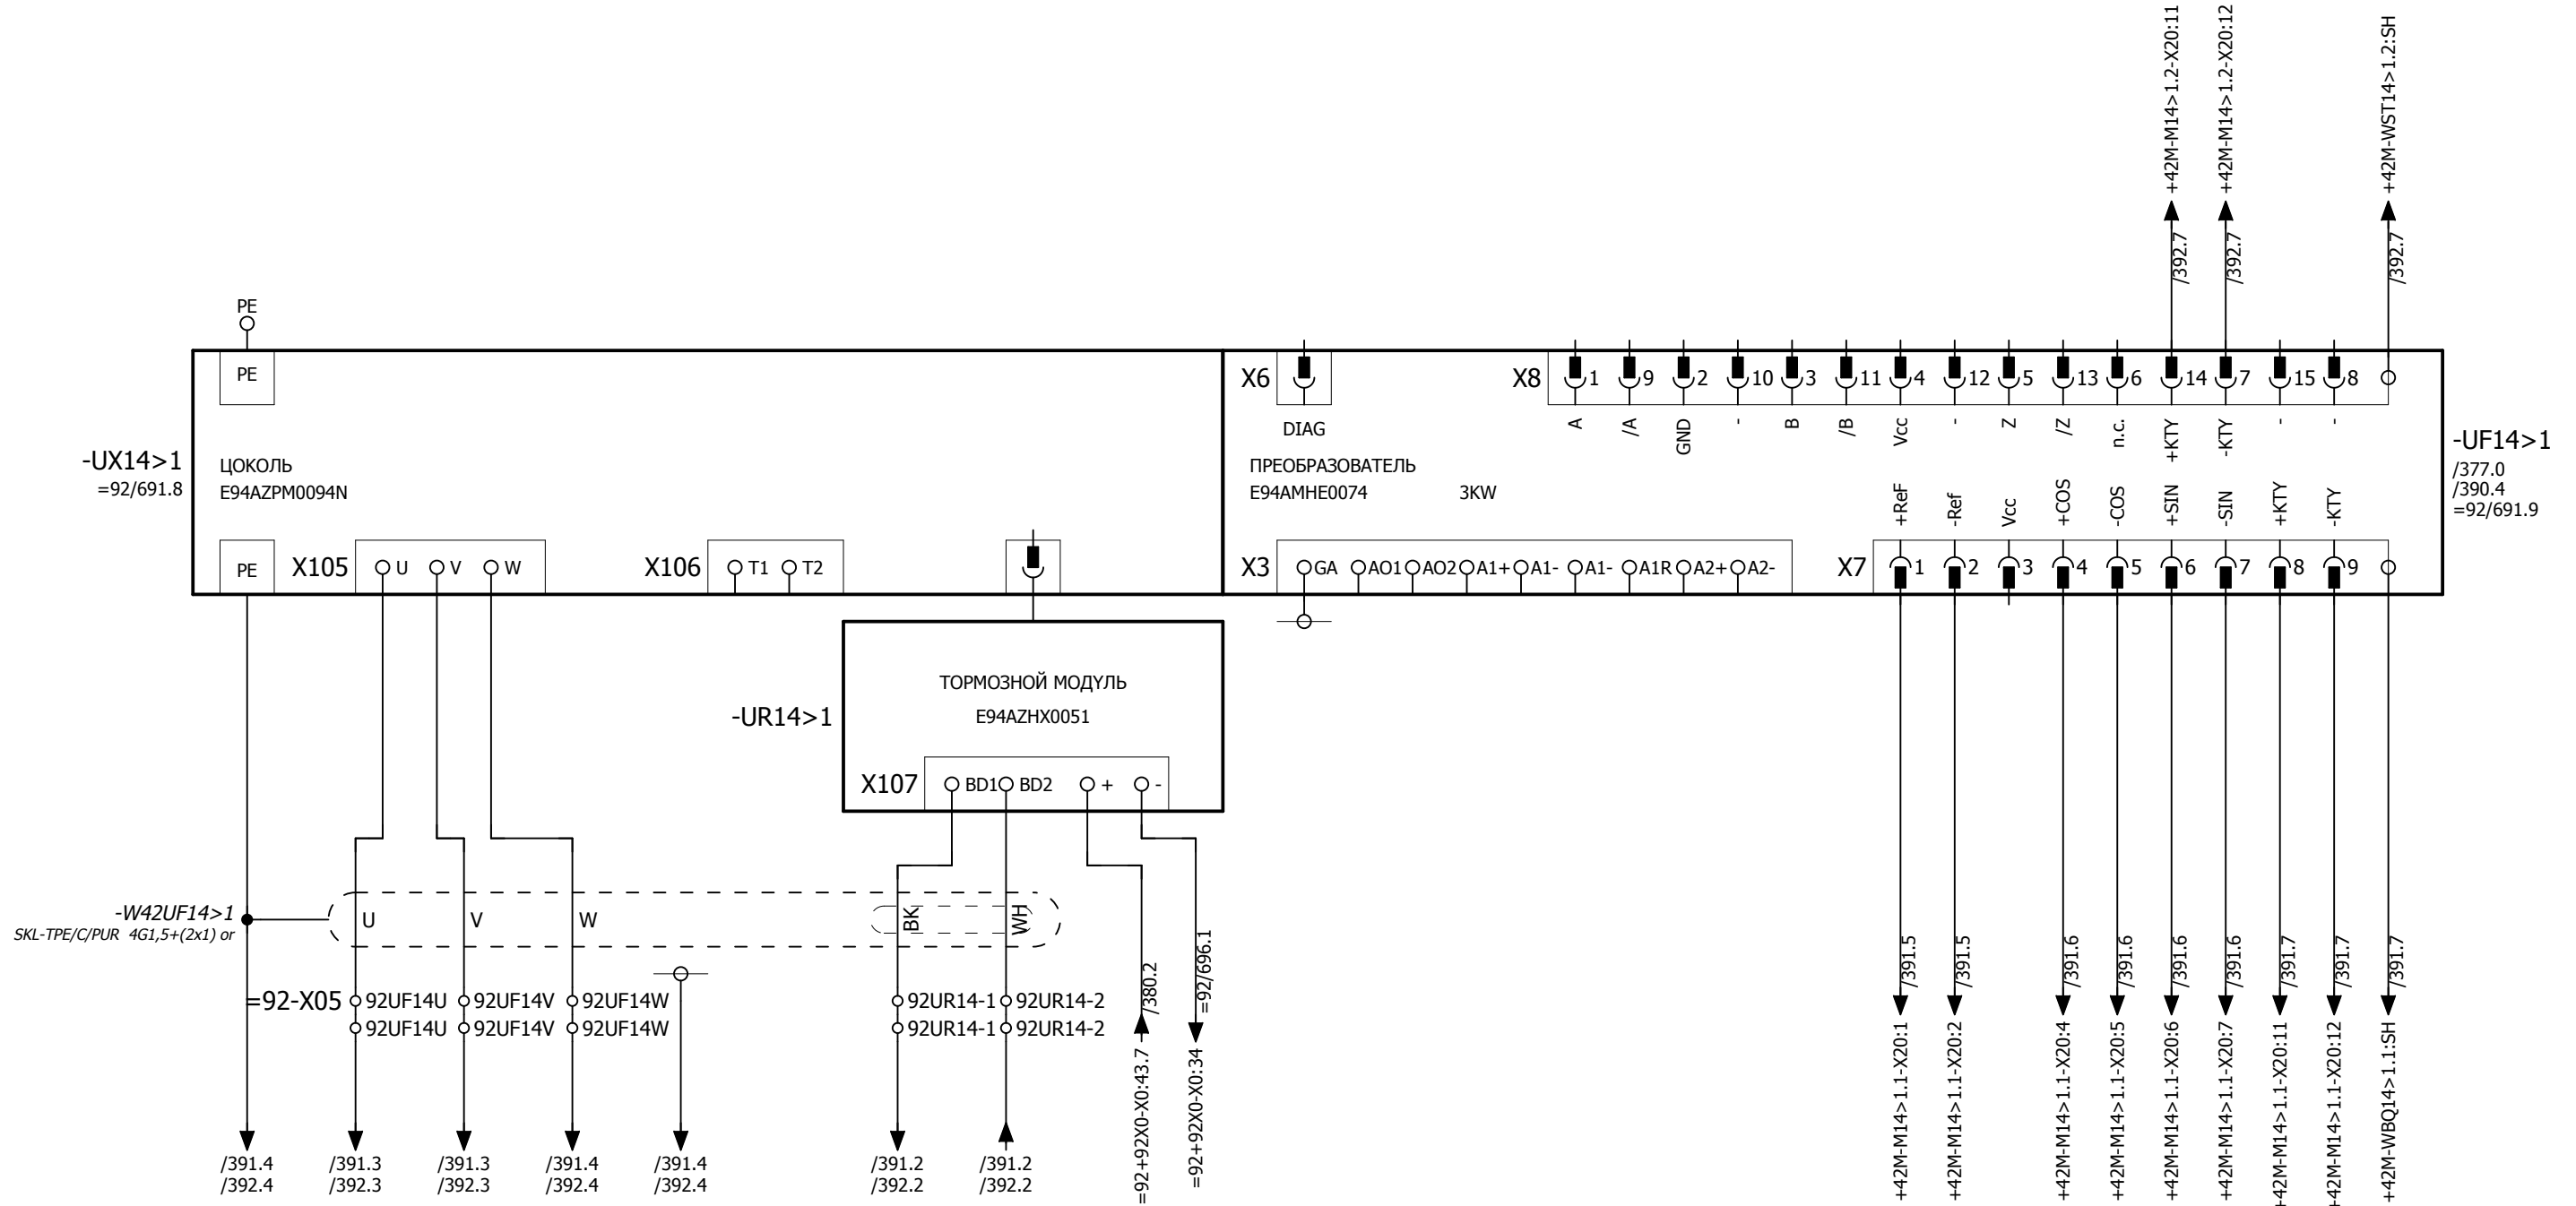 +42M-M14>1.2-X20:11
+42M-M14>1.2-X20:12
+42M-WST14>1.2:SH
/392.7
/392.7
/392.7
PE
PE
X6
X8
1
9
2
10
3
11
4
12
5
13
6
14
7
15
8
DIAG
A
/A
GND
-
B
/B
Vcc
-
Z
/Z
n.c.
+KTY
-KTY
-
-
-UX14>1
=92/691.8
ЦОКОЛЬ
E94AZPM0094N
ПРЕОБРАЗОВАТЕЛЬ
E94AMHE0074 3KW
-UF14>1
/377.0
/390.4
=92/691.9
+ReF
-Ref
Vcc
+COS
-COS
+SIN
-SIN
+KTY
-KTY
PE
X105
U
V
W
X106
T1
T2
X3
GA
AO1
AO2
A1+
A1-
A1-
A1R
A2+
A2-
X7
1
2
3
4
5
6
7
8
9
ТОРМОЗНОЙ МОДYЛЬ
E94AZHX0051
-UR14>1
X107
BD1
BD2
+
-
-W42UF14>1
SKL-TPE/C/PUR 4G1,5+(2x1) or
U
V
W
BK
WH
=92-X05
92UF14U
92UF14V
92UF14W
92UR14-1
92UR14-2
92UF14U
92UF14V
92UF14W
92UR14-1
92UR14-2
/380.2
=92/696.1
=92+92X0-X0:43.7
=92+92X0-X0:34
/391.5
/391.5
/391.6
/391.6
/391.6
/391.6
/391.7
/391.7
/391.7
+42M-M14>1.1-X20:1
+42M-M14>1.1-X20:2
+42M-M14>1.1-X20:4
+42M-M14>1.1-X20:5
+42M-M14>1.1-X20:6
+42M-M14>1.1-X20:7
+42M-M14>1.1-X20:11
+42M-M14>1.1-X20:12
+42M-WBQ14>1.1:SH
/391.4
/392.4
/391.3
/392.3
/391.3
/392.3
/391.4
/392.4
/391.4
/392.4
/391.2
/392.2
/391.2
/392.2